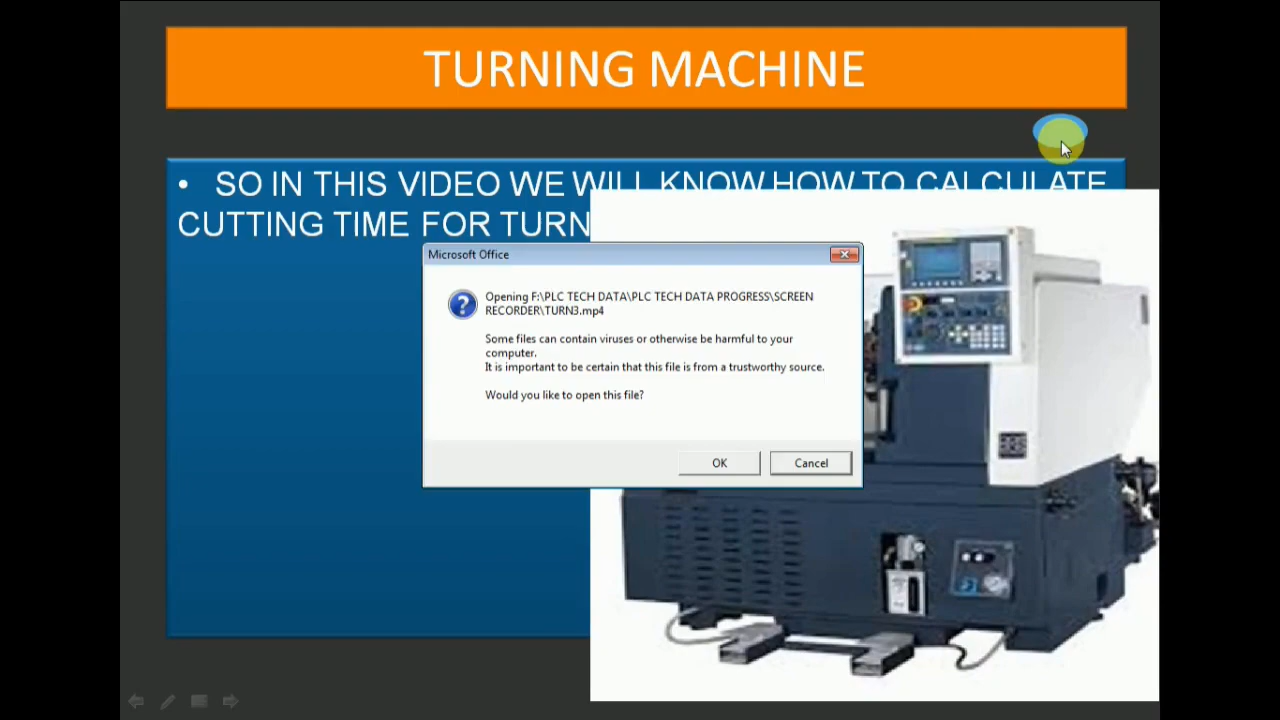 TURNING MACHINE
• SO IN THIS VIDEO WE WILL KNOW HOW TO CALCULATE
CUTTING TIME FOR TURN
Microsoft Office
Opening F:\PLC TECH DATA\PLC TECH DATA PROGRESS\SCREEN
RECORDER\TURN3.mp4
Some files can contain viruses or otherwise be harmful to your
computer.
It is important to be certain that this file is from a trustworthy source.
Would you like to open this file?
OK
Cancel